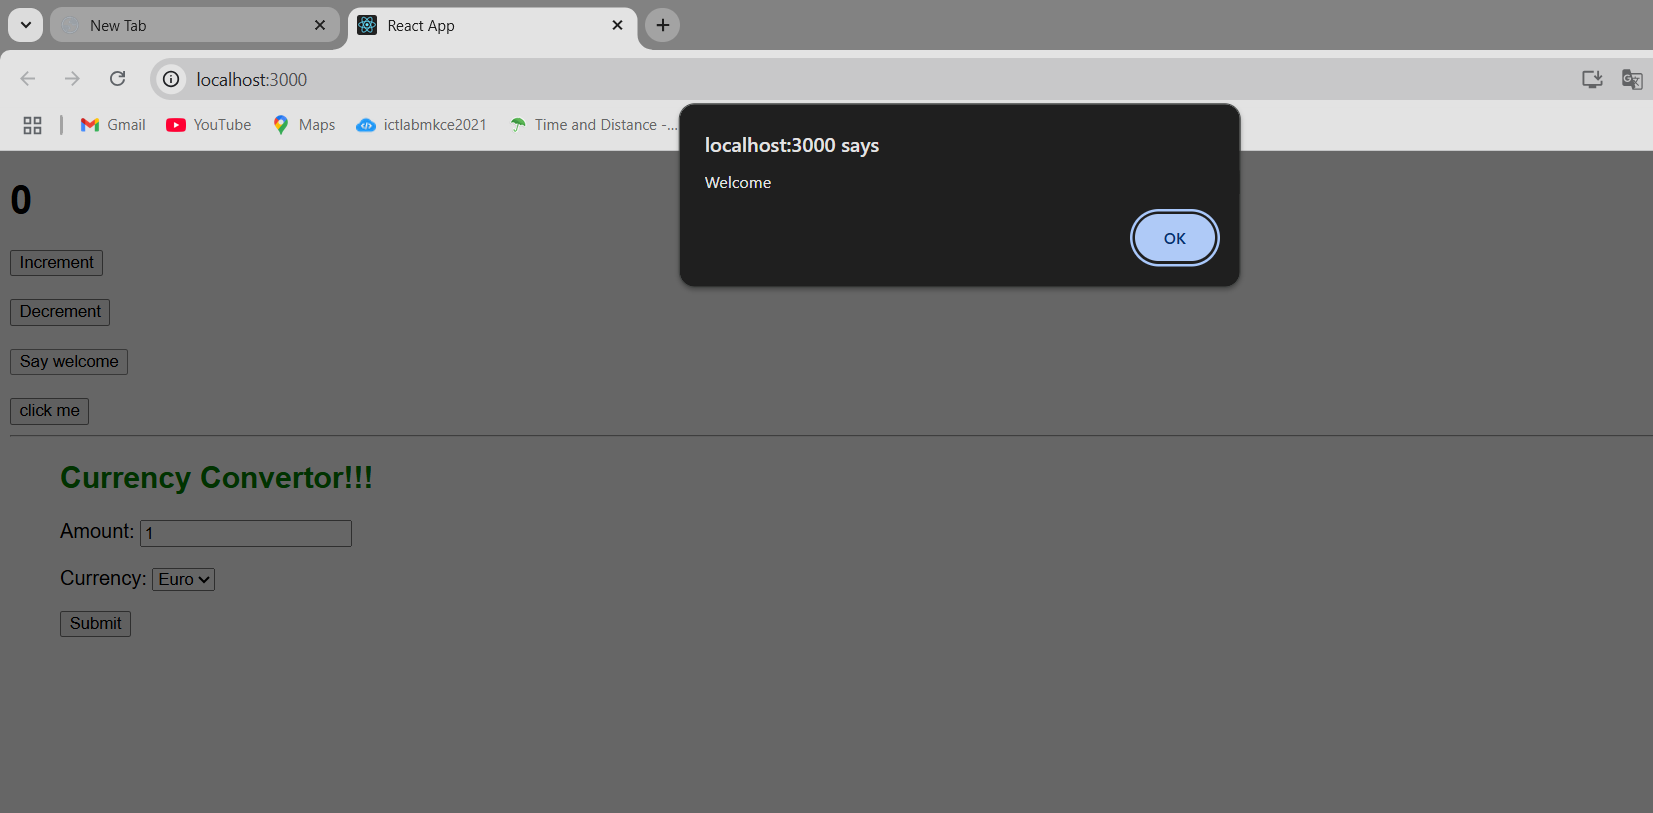 New Tab
React App
localhost:3000
Gmail YouTube Maps ictlabmkce2021 Time and Distance -...
localhost:3000 says
Welcome
OK
0
Increment
Decrement
Say welcome
click me
Currency Convertor!!!
Amount: 1
Currency: Euro
Submit